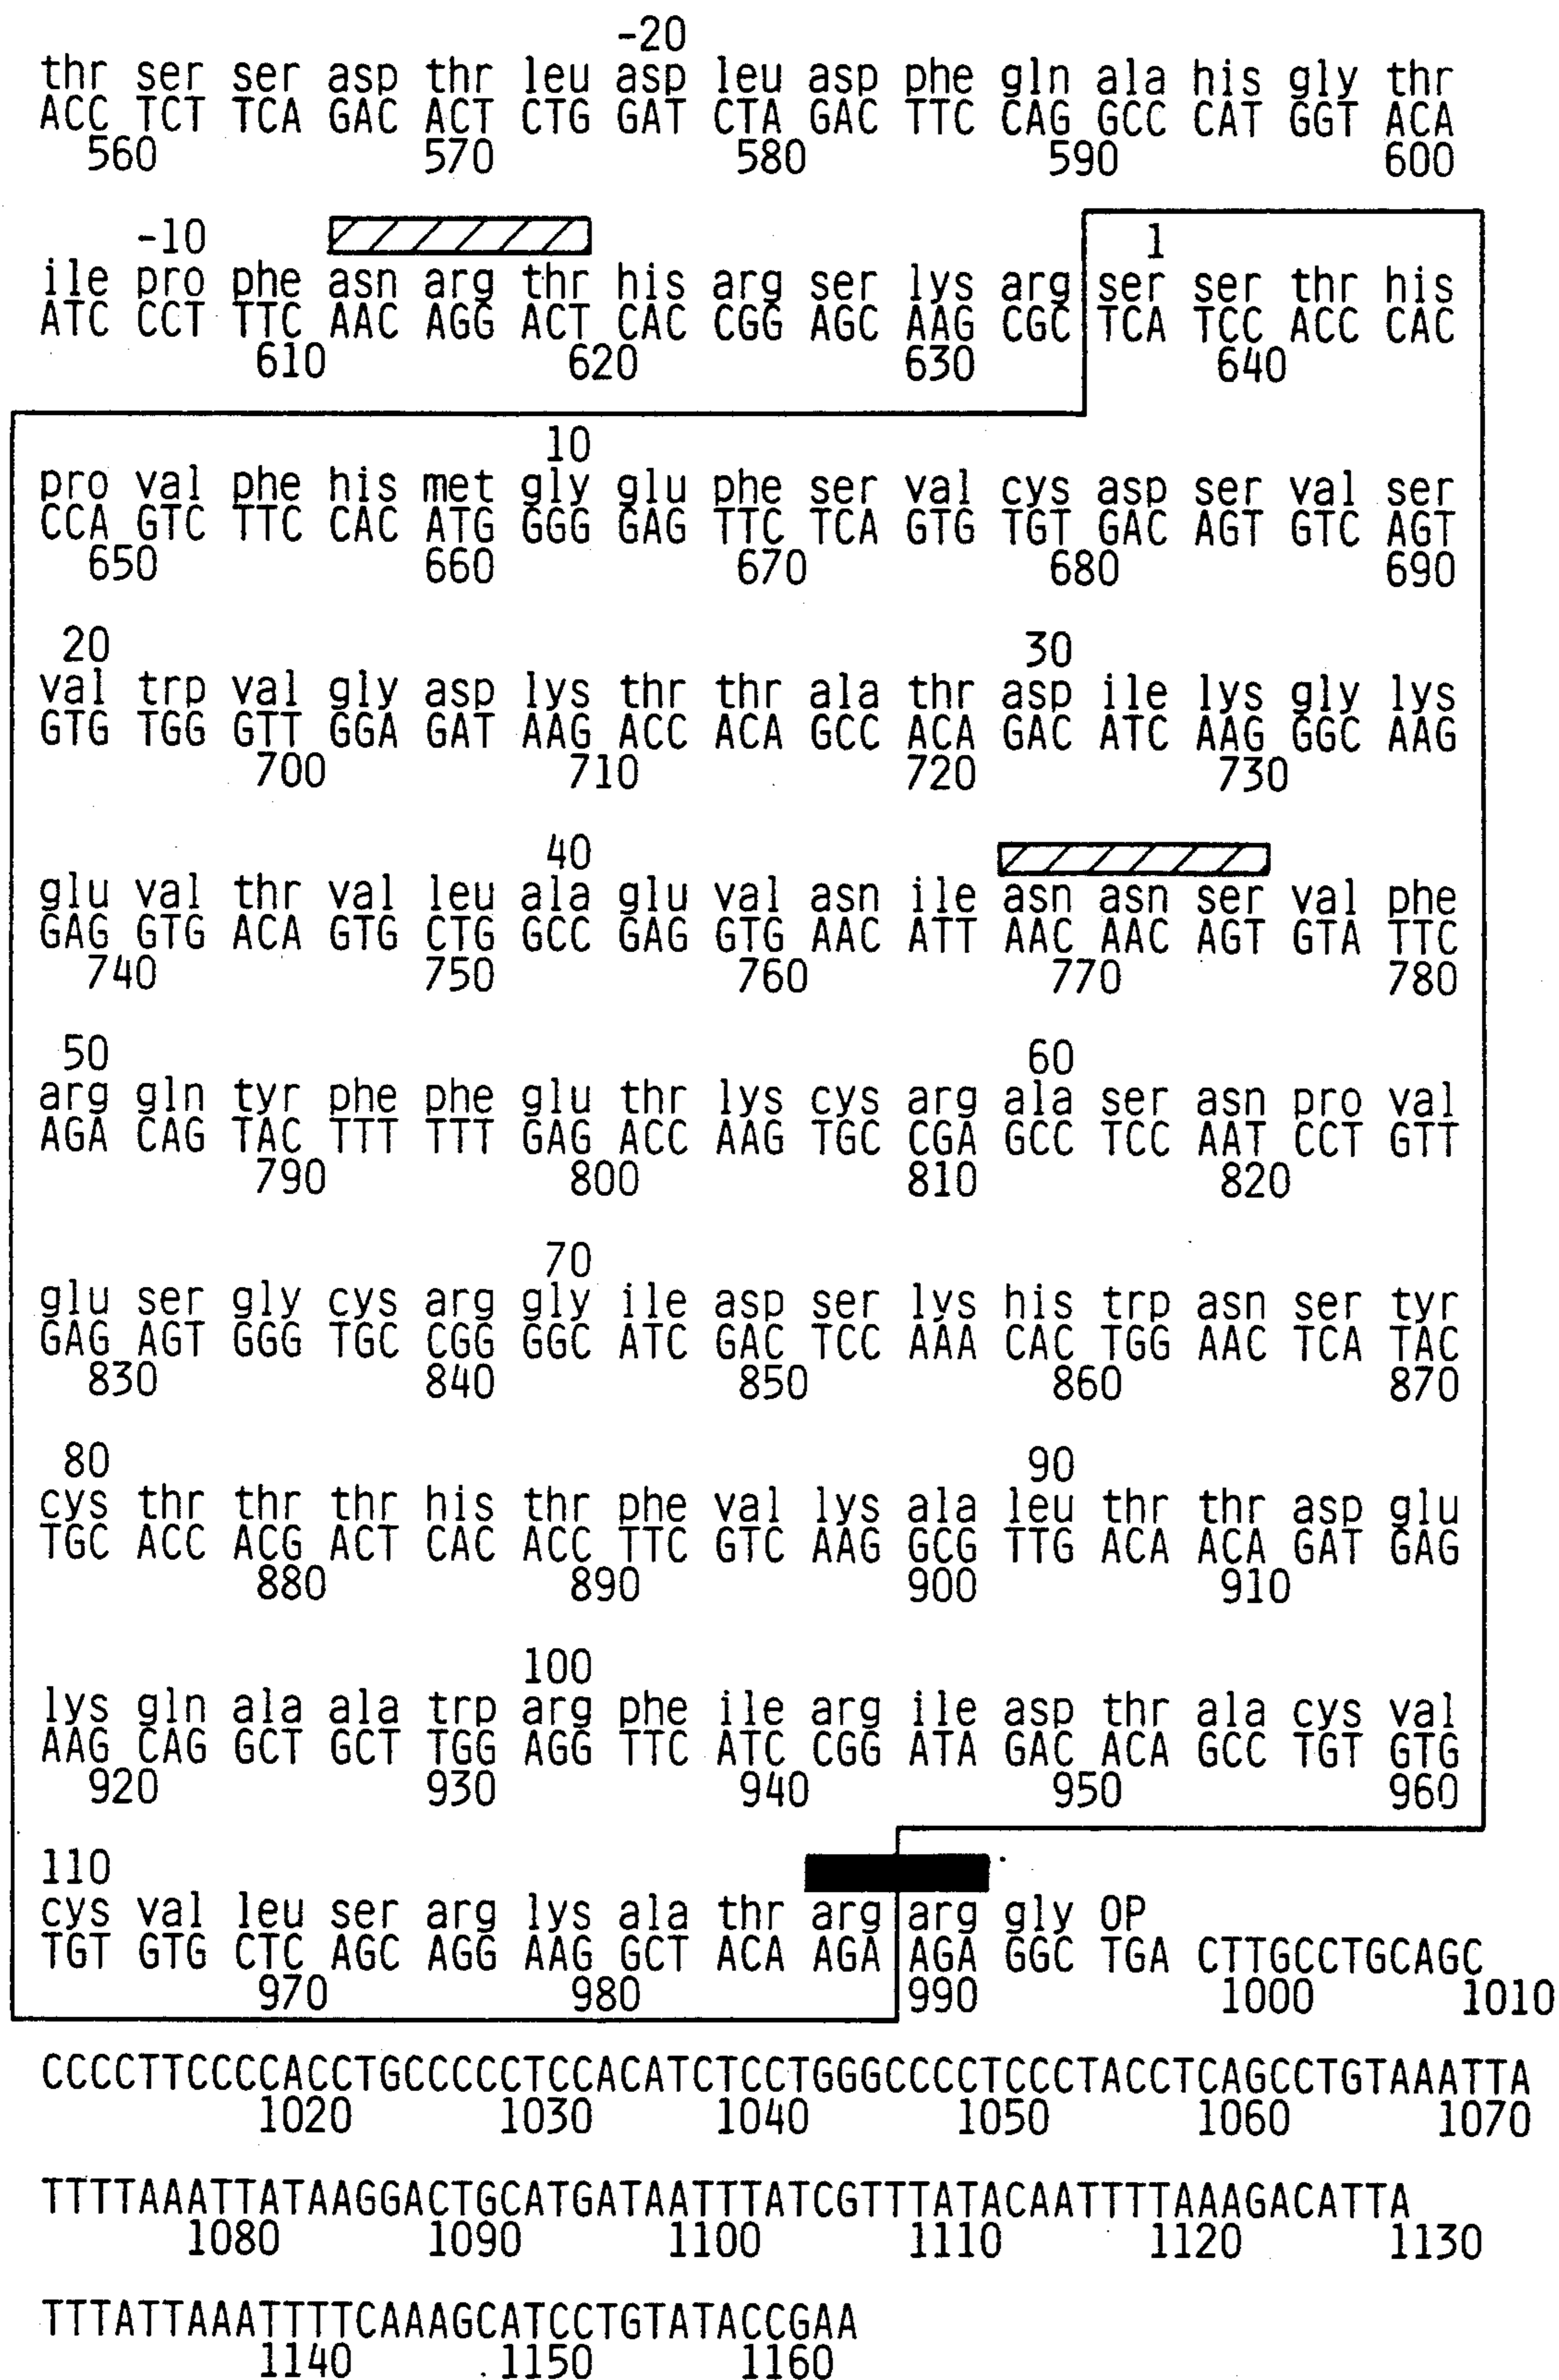 -20
thr ser ser asp thr leu asp leu asp phe gln ala his gly thr
ACC TCT TCA GAC ACT CTG GAT CTA GAC TTC CAG GCC CAT GGT ACA
560 570 580 590 600
-10 1
ile pro phe asn arg thr his arg ser lys arg ser ser thr his
ATC CCT TTC AAC AGG ACT CAC CGG AGC AAG CGC TCA TCC ACC CAC
610 620 630 640
10
pro val phe his met gly glu phe ser val cys asp ser val ser
CCA GTC TTC CAC ATG GGG GAG TTC TCA GTG TGT GAC AGT GTC AGT
650 660 670 680 690
20 30
val trp val gly asp lys thr thr ala thr asp ile lys gly lys
GTG TGG GTT GGA GAT AAG ACC ACA GCC ACA GAC ATC AAG GGC AAG
700 710 720 730
40
glu val thr val leu ala glu val asn ile asn asn ser val phe
GAG GTG ACA GTG CTG GCC GAG GTG AAC ATT AAC AAC AGT GTA TTC
740 750 760 770 780
50 60
arg gln tyr phe phe glu thr lys cys arg ala ser asn pro val
AGA CAG TAC TTT TTT GAG ACC AAG TGC CGA GCC TCC AAT CCT GTT
790 800 810 820
70
glu ser gly cys arg gly ile asp ser lys his trp asn ser tyr
GAG AGT GGG TGC CGG GGC ATC GAC TCC AAA CAC TGG AAC TCA TAC
830 840 850 860 870
80 90
cys thr thr thr his thr phe val lys ala leu thr thr asp glu
TGC ACC ACG ACT CAC ACC TTC GTC AAG GCG TTG ACA ACA GAT GAG
880 890 900 910
100
lys gln ala ala trp arg phe ile arg ile asp thr ala cys val
AAG CAG GCT GCT TGG AGG TTC ATC CGG ATA GAC ACA GCC TGT GTG
920 930 940 950 960
110
cys val leu ser arg lys ala thr arg arg gly OP
TGT GTG CTC AGC AGG AAG GCT ACA AGA AGA GGC TGA CTTGCCTGCAGC
970 980 990 1000 1010
CCCCTTCCCCACCTGCCCCCTCCACATCTCCTGGGCCCCTCCCTACCTCAGCCTGTAAATTA
1020 1030 1040 1050 1060 1070
TTTTAAATTATAAGGACTGCATGATAATTTATCGTTTATACAATTTTAAAGACATTA
1080 1090 1100 1110 1120 1130
TTTATTAAATTTTCAAAGCATCCTGTATACCGAA
1140 1150 1160